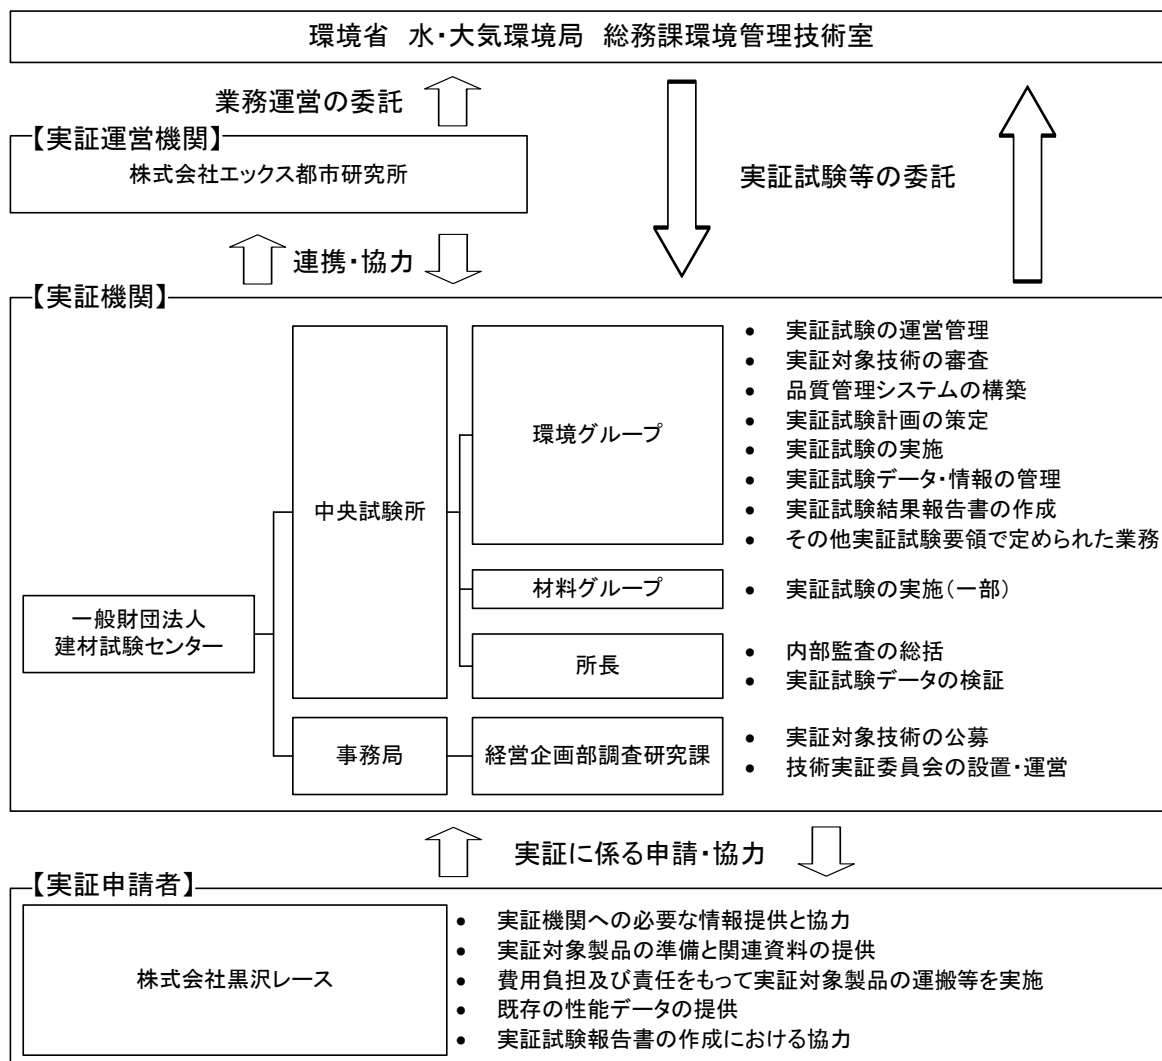 環境省 水・大気環境局 総務課環境管理技術室
業務運営の委託
【実証運営機関】
株式会社エックス都市研究所
実証試験等の委託
連携・協力
【実証機関】
一般財団法人
建材試験センター
中央試験所
環境グループ
• 実証試験の運営管理
• 実証対象技術の審査
• 品質管理システムの構築
• 実証試験計画の策定
• 実証試験の実施
• 実証試験データ・情報の管理
• 実証試験結果報告書の作成
• その他実証試験要領で定められた業務
材料グループ
• 実証試験の実施(一部)
所長
• 内部監査の総括
• 実証試験データの検証
事務局
経営企画部調査研究課
• 実証対象技術の公募
• 技術実証委員会の設置・運営
実証に係る申請・協力
【実証申請者】
株式会社黒沢レース
• 実証機関への必要な情報提供と協力
• 実証対象製品の準備と関連資料の提供
• 費用負担及び責任をもって実証対象製品の運搬等を実施
• 既存の性能データの提供
• 実証試験報告書の作成における協力